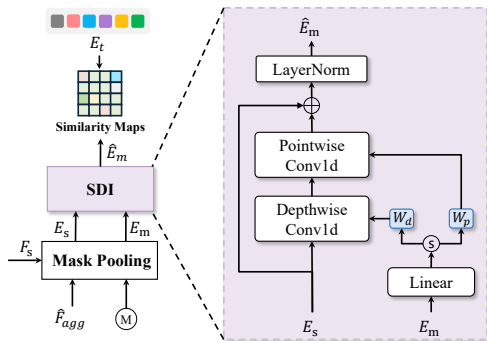 E_t
Similarity Maps
Ê_m
SDI
E_s
E_m
F_s
Mask Pooling
F̂_agg
M
Ê_m
LayerNorm
Pointwise
Conv1d
Depthwise
Conv1d
W_d
W_p
S
Linear
E_s
E_m